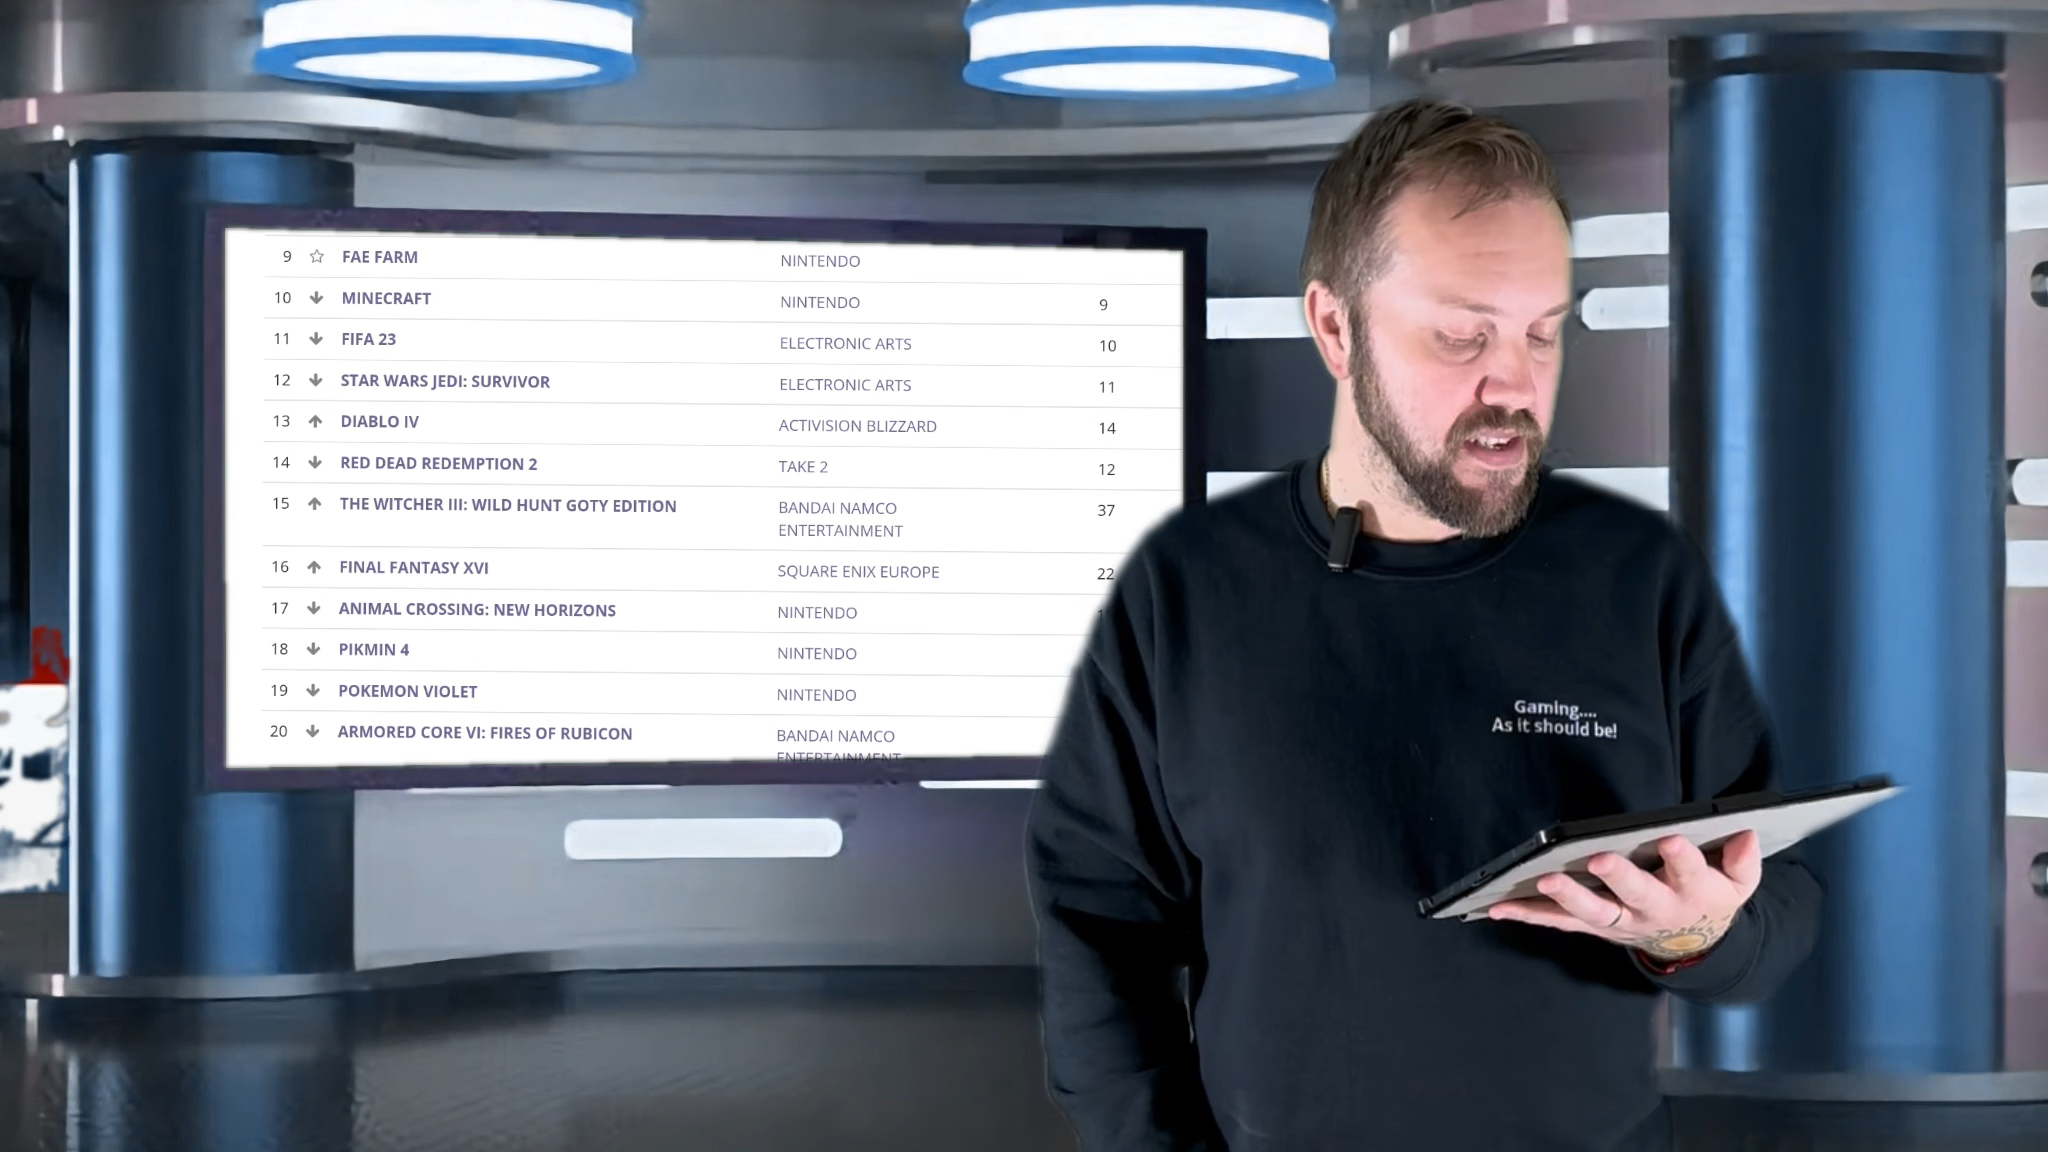 9 FAE FARM NINTENDO
10 MINECRAFT NINTENDO 9
11 FIFA 23 ELECTRONIC ARTS 10
12 STAR WARS JEDI: SURVIVOR ELECTRONIC ARTS 11
13 DIABLO IV ACTIVISION BLIZZARD 14
14 RED DEAD REDEMPTION 2 TAKE 2 12
15 THE WITCHER III: WILD HUNT GOTY EDITION BANDAI NAMCO 37
ENTERTAINMENT
16 FINAL FANTASY XVI SQUARE ENIX EUROPE 22
17 ANIMAL CROSSING: NEW HORIZONS NINTENDO
18 PIKMIN 4 NINTENDO
19 POKEMON VIOLET NINTENDO
20 ARMORED CORE VI: FIRES OF RUBICON BANDAI NAMCO
ENTERTAINMENT
Gaming....
As it should be!